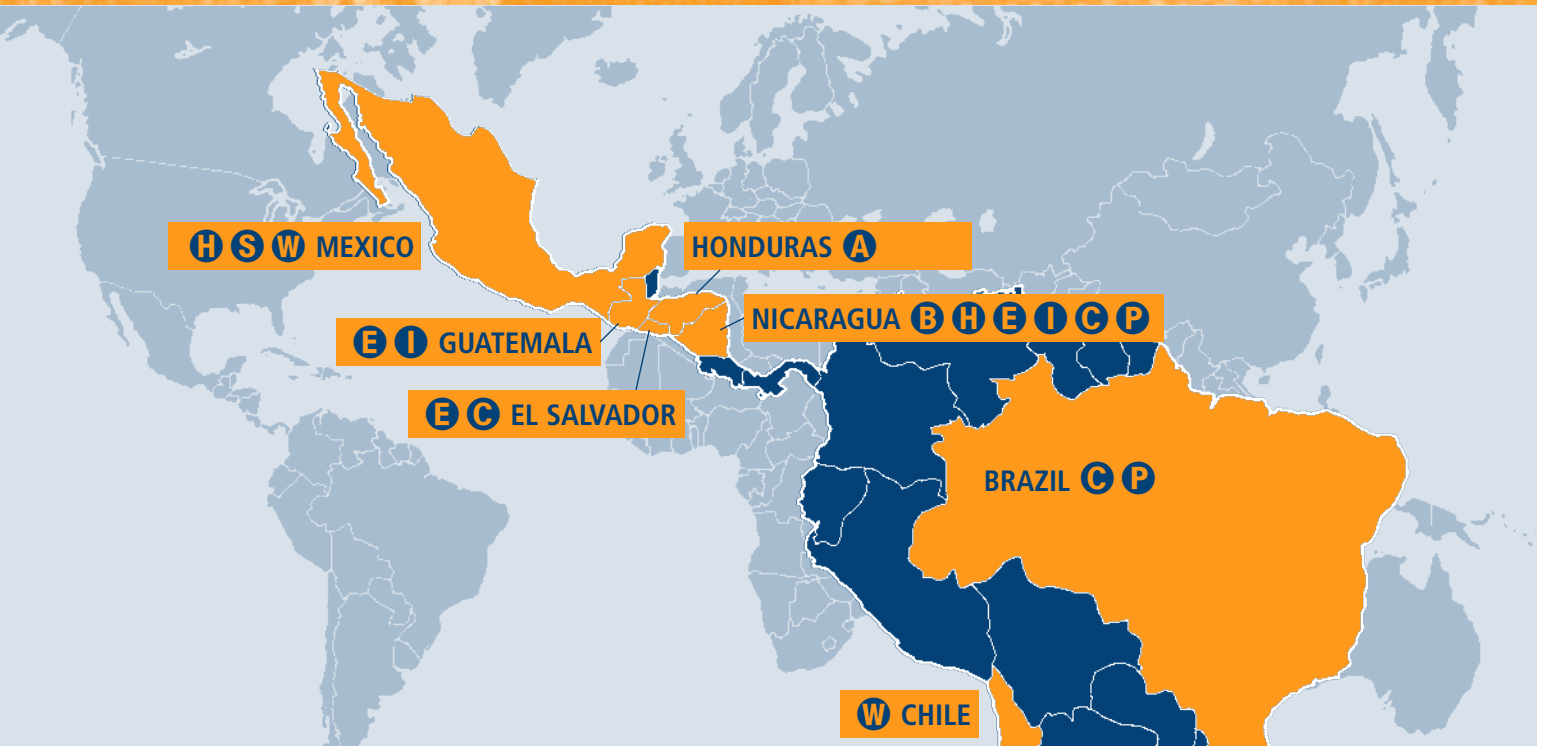 H S W MEXICO
HONDURAS A
NICARAGUA B H E I C P
E I GUATEMALA
E C EL SALVADOR
BRAZIL C P
W CHILE